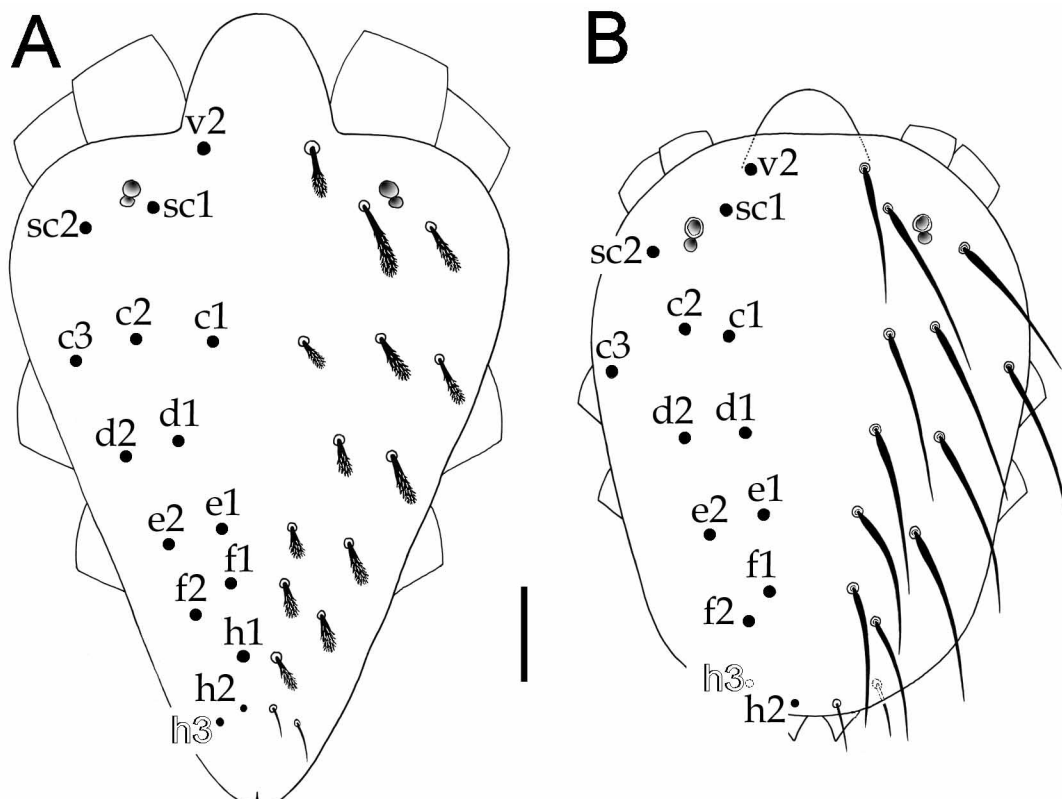 A
v2
sc1
sc2
c3 c2 c1
d2 d1
e2 e1
f2 f1
h1
h2
h3
B
v2
sc1
sc2
c2 c1
c3
d2 d1
e2 e1
f1
f2
h3
h2